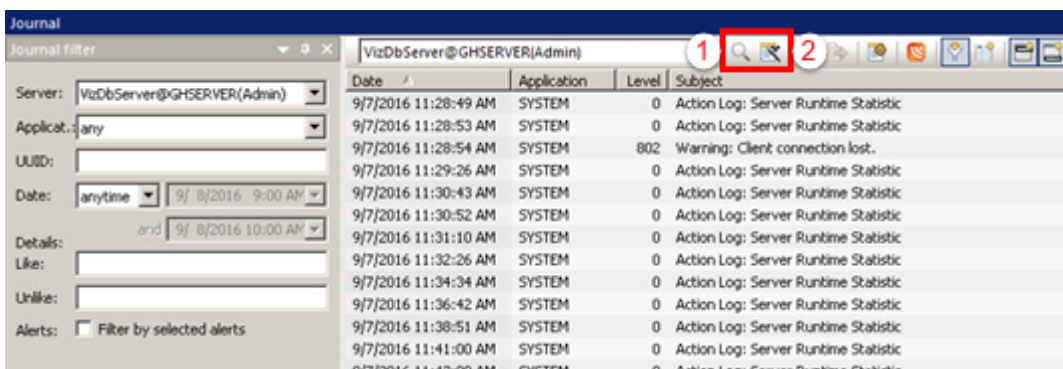 Journal
Journal filter
VizDbServer@GHSERVER(Admin)
1
2
Server: VizDbServer@GHSERVER(Admin)
Applicat.: any
UUID:
Date: anytime 9/ 8/2016 9:00 AM
and 9/ 8/2016 10:00 AM
Details:
Like:
Unlike:
Alerts: Filter by selected alerts
Date Application Level Subject
9/7/2016 11:28:49 AM SYSTEM 0 Action Log: Server Runtime Statistic
9/7/2016 11:28:53 AM SYSTEM 0 Action Log: Server Runtime Statistic
9/7/2016 11:28:54 AM SYSTEM 802 Warning: Client connection lost.
9/7/2016 11:29:26 AM SYSTEM 0 Action Log: Server Runtime Statistic
9/7/2016 11:30:43 AM SYSTEM 0 Action Log: Server Runtime Statistic
9/7/2016 11:30:52 AM SYSTEM 0 Action Log: Server Runtime Statistic
9/7/2016 11:31:10 AM SYSTEM 0 Action Log: Server Runtime Statistic
9/7/2016 11:32:26 AM SYSTEM 0 Action Log: Server Runtime Statistic
9/7/2016 11:34:34 AM SYSTEM 0 Action Log: Server Runtime Statistic
9/7/2016 11:36:42 AM SYSTEM 0 Action Log: Server Runtime Statistic
9/7/2016 11:38:51 AM SYSTEM 0 Action Log: Server Runtime Statistic
9/7/2016 11:41:00 AM SYSTEM 0 Action Log: Server Runtime Statistic